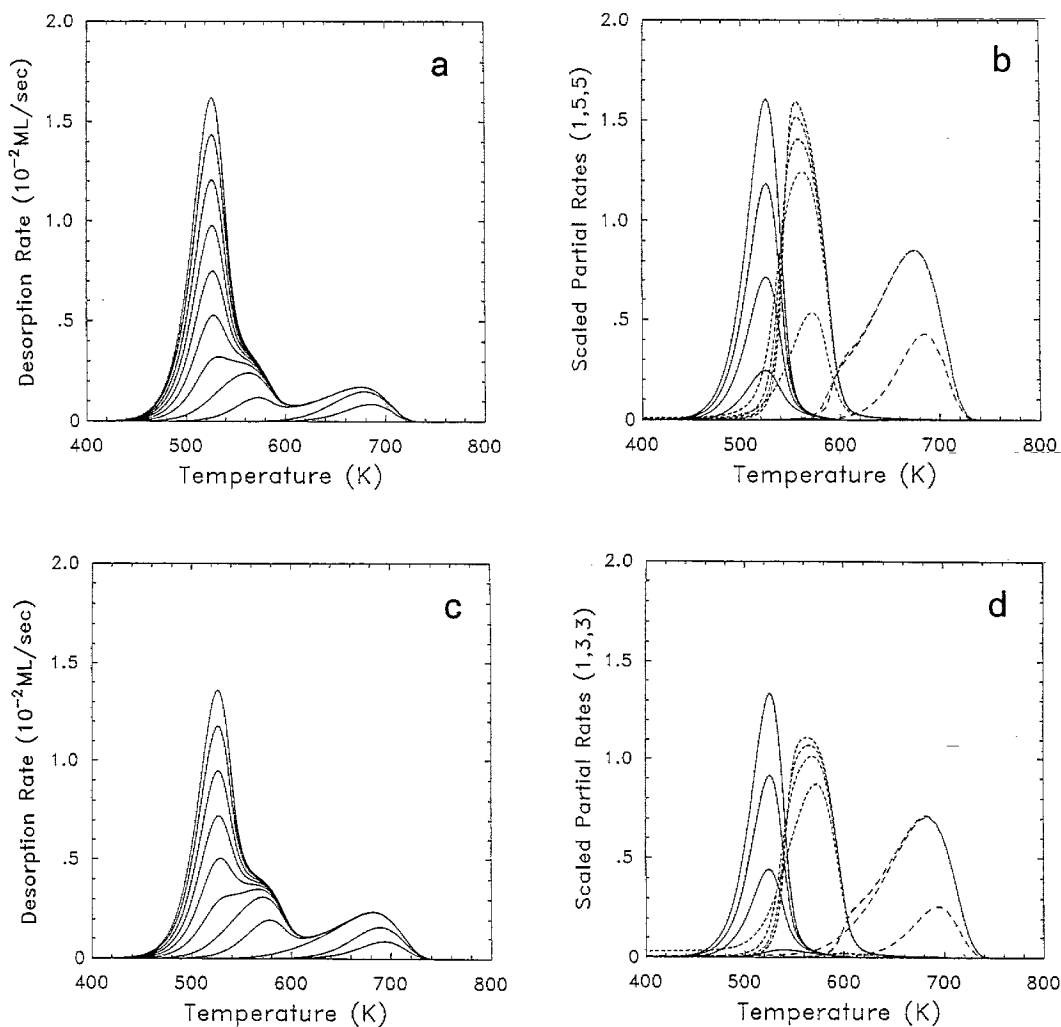 a
2.0
1.5
1.0
.5
0
400 500 600 700 800
Temperature (K)
Desorption Rate (10⁻² ML/sec)
b
2.0
1.5
1.0
.5
0
400 500 600 700 800
Temperature (K)
Scaled Partial Rates (1,5,5)
c
2.0
1.5
1.0
.5
0
400 500 600 700 800
Temperature (K)
Desorption Rate (10⁻² ML/sec)
d
2.0
1.5
1.0
.5
0
400 500 600 700 800
Temperature (K)
Scaled Partial Rates (1,3,3)